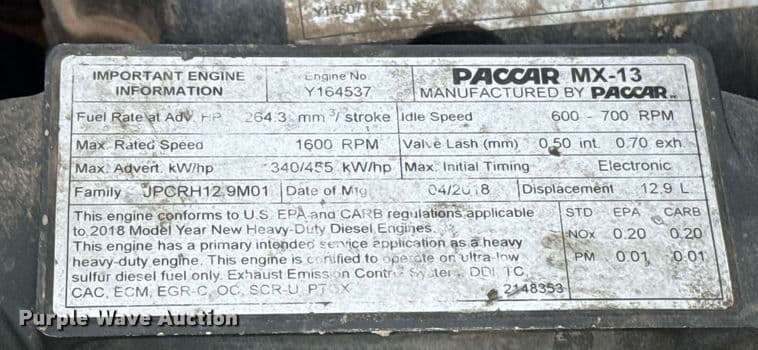 Y146071
IMPORTANT ENGINE INFORMATION
Engine No
Y164537
PACCAR MX-13
MANUFACTURED BY PACCAR
Fuel Rate at Adv. HP 264.3 mm³/ stroke
Idle Speed 600 - 700 RPM
Max. Rated Speed 1600 RPM
Valve Lash (mm) 0.50 int. 0.70 exh.
Max. Advert. kW/hp 340/455 kW/hp
Max. Initial Timing Electronic
Family JPCRH12.9M01
Date of Mfg. 04/2018
Displacement 12.9 L
This engine conforms to U.S. EPA and CARB regulations applicable
to 2018 Model Year New Heavy-Duty Diesel Engines.
This engine has a primary intended service application as a heavy
heavy-duty engine. This engine is certified to operate on ultra-low
sulfur diesel fuel only. Exhaust Emission Control System, DDI, TC,
CAC, ECM, EGR-C, OC, SCR-U, PTOX
STD EPA CARB
NOx 0.20 0.20
PM 0.01 0.01
2148353
Purple Wave Auction